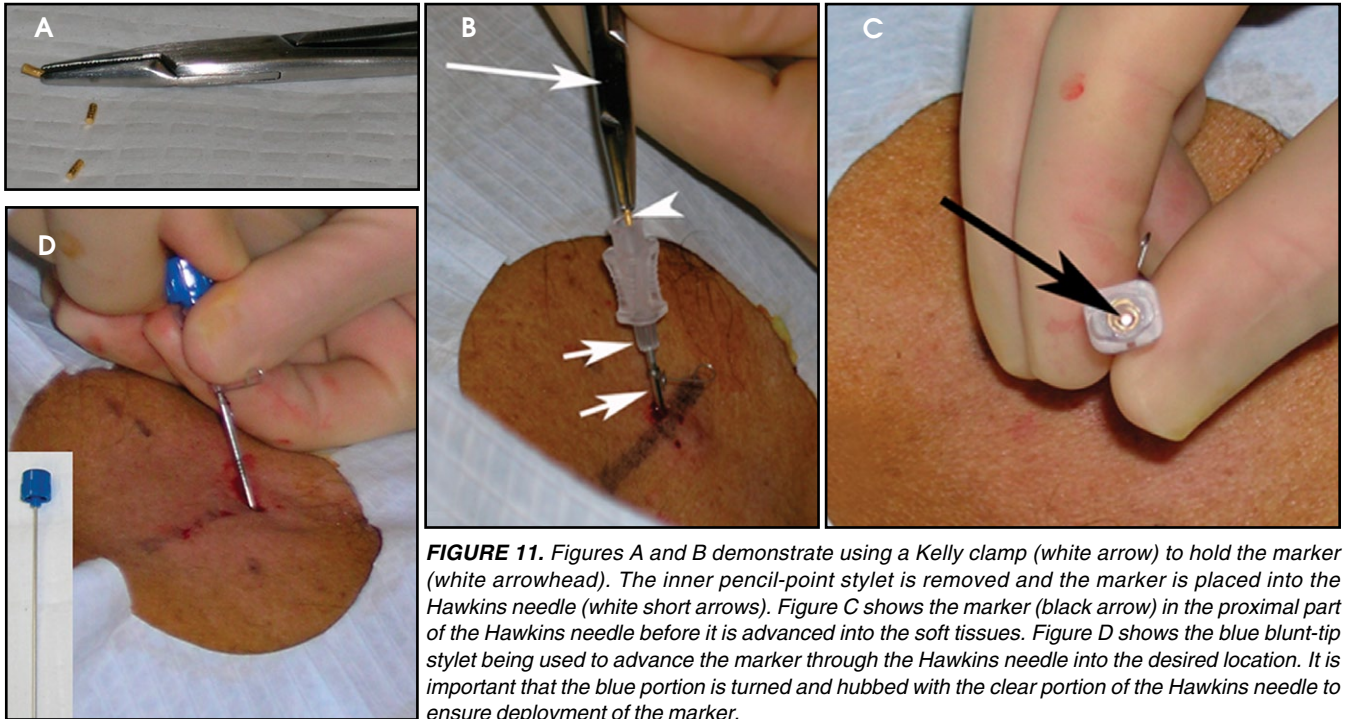 A
B
C
D
FIGURE 11. Figures A and B demonstrate using a Kelly clamp (white arrow) to hold the marker
(white arrowhead). The inner pencil-point stylet is removed and the marker is placed into the
Hawkins needle (white short arrows). Figure C shows the marker (black arrow) in the proximal part
of the Hawkins needle before it is advanced into the soft tissues. Figure D shows the blue blunt-tip
stylet being used to advance the marker through the Hawkins needle into the desired location. It is
important that the blue portion is turned and hubbed with the clear portion of the Hawkins needle to
ensure deployment of the marker.